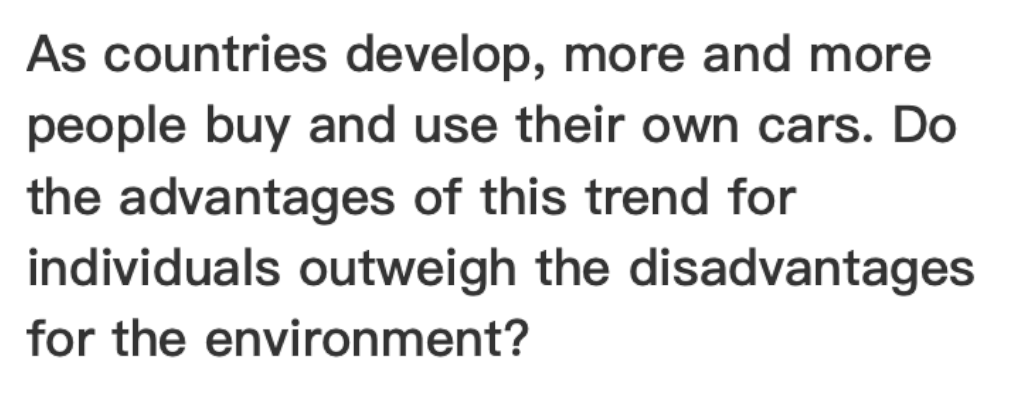 As countries develop, more and more
people buy and use their own cars. Do
the advantages of this trend for
individuals outweigh the disadvantages
for the environment?